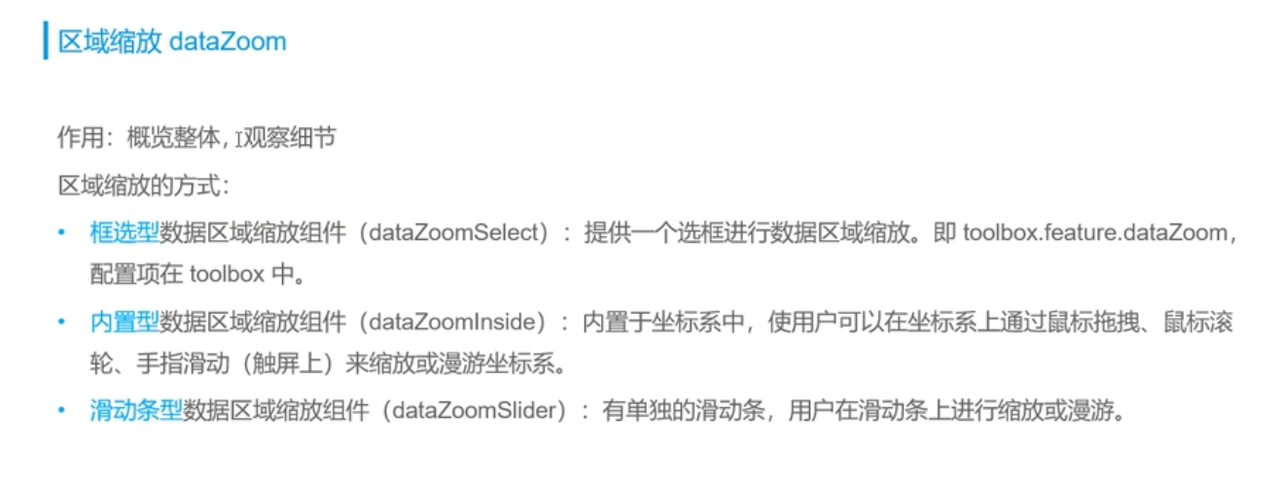 区域缩放 dataZoom
作用：概览整体，观察细节
区域缩放的方式：
• 框选型数据区域缩放组件（dataZoomSelect）：提供一个选框进行数据区域缩放。即 toolbox.feature.dataZoom，
配置项在 toolbox 中。
• 内置型数据区域缩放组件（dataZoomInside）：内置于坐标系中，使用户可以在坐标系上通过鼠标拖拽、鼠标滚
轮、手指滑动（触屏上）来缩放或漫游坐标系。
• 滑动条型数据区域缩放组件（dataZoomSlider）：有单独的滑动条，用户在滑动条上进行缩放或漫游。